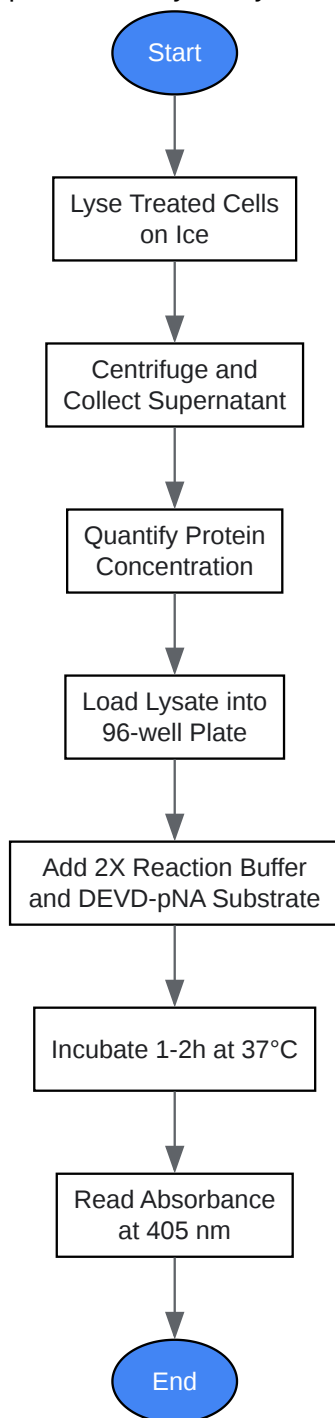 Start
Lyse Treated Cells
on Ice
Centrifuge and
Collect Supernatant
Quantify Protein
Concentration
Load Lysate into
96-well Plate
Add 2X Reaction Buffer
and DEVD-pNA Substrate
Incubate 1-2h at 37°C
Read Absorbance
at 405 nm
End